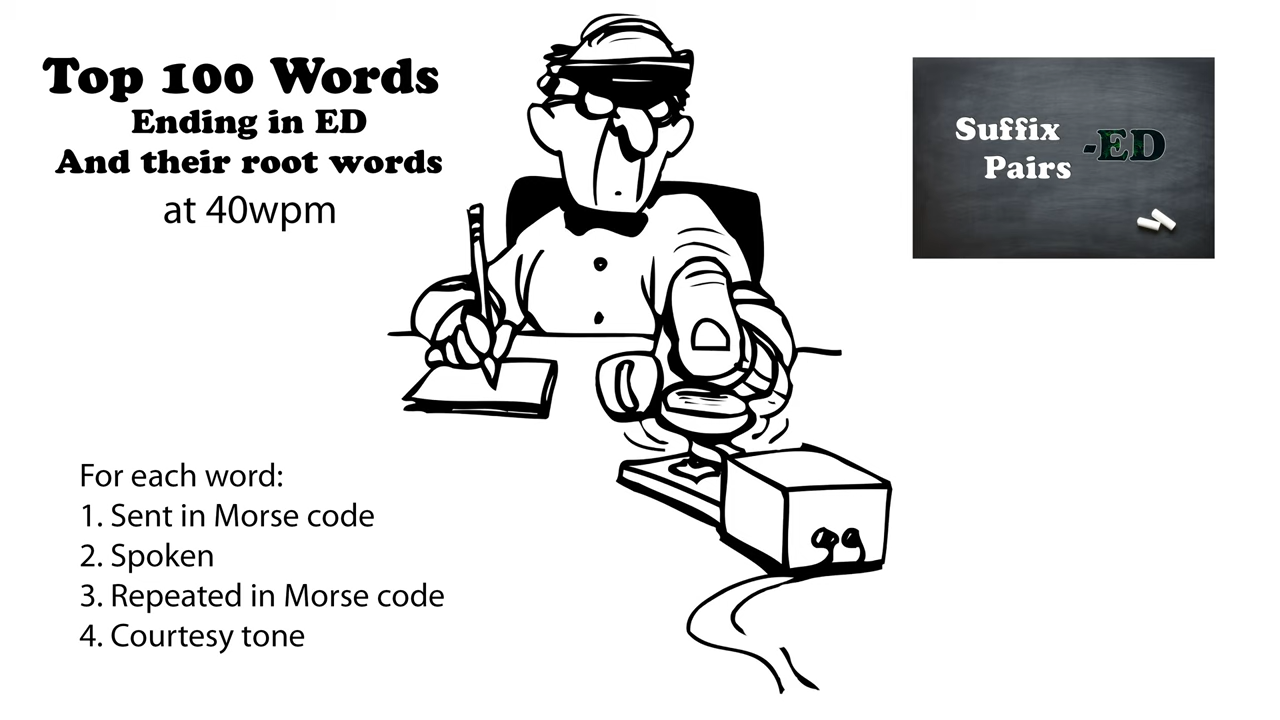 Top 100 Words
Ending in ED
And their root words
at 40wpm
Suffix
Pairs
-ED
For each word:
1. Sent in Morse code
2. Spoken
3. Repeated in Morse code
4. Courtesy tone